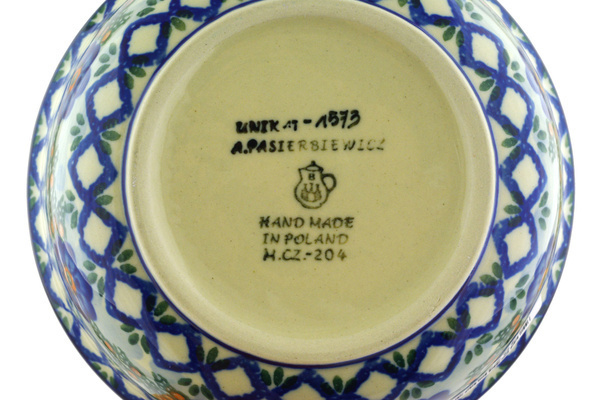 UNIKAT-1573
A.PASIERBIEWICZ
B
HAND MADE
IN POLAND
M.CZ.-204